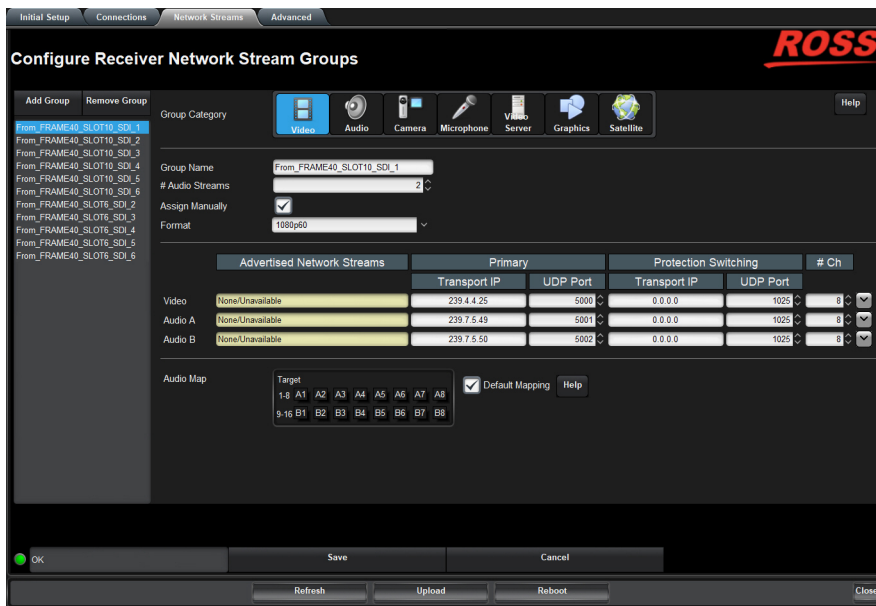 Initial Setup Connections Network Streams Advanced
Configure Receiver Network Stream Groups
ROSS
Add Group Remove Group
From_FRAME40_SLOT10_SDI_1
From_FRAME40_SLOT10_SDI_2
From_FRAME40_SLOT10_SDI_3
From_FRAME40_SLOT10_SDI_4
From_FRAME40_SLOT10_SDI_5
From_FRAME40_SLOT10_SDI_6
From_FRAME40_SLOT6_SDI_2
From_FRAME40_SLOT6_SDI_3
From_FRAME40_SLOT6_SDI_4
From_FRAME40_SLOT6_SDI_5
From_FRAME40_SLOT6_SDI_6
Group Category
Video Audio Camera Microphone Video Server Graphics Satellite
Help
Group Name From_FRAME40_SLOT10_SDI_1
# Audio Streams 2
Assign Manually
Format 1080p60
Advertised Network Streams Primary Protection Switching # Ch
Transport IP UDP Port Transport IP UDP Port
Video None/Unavailable 239.4.4.25 5000 0.0.0.0 1025 8
Audio A None/Unavailable 239.7.5.49 5001 0.0.0.0 1025 8
Audio B None/Unavailable 239.7.5.50 5002 0.0.0.0 1025 8
Audio Map
Target
1-8 A1 A2 A3 A4 A5 A6 A7 A8
9-16 B1 B2 B3 B4 B5 B6 B7 B8
Default Mapping Help
OK Save Cancel
Refresh Upload Reboot Close